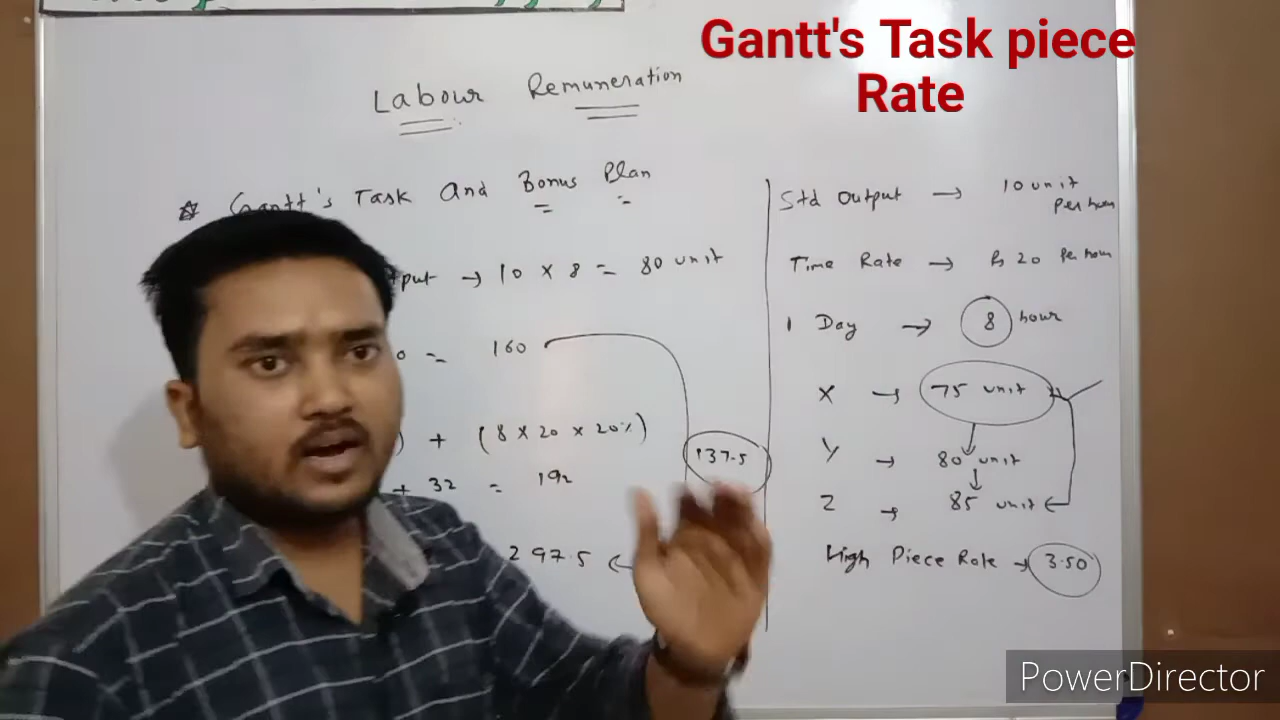 Gantt's Task piece
Rate
Labour Remuneration
Gantt's Task And Bonus Plan
tput → 10 × 8 = 80 unit
0 = 160
) + (8 × 20 × 20%)
+ 32 = 192
137.5
297.5 ←
Std Output → 10 unit
Per hour
Time Rate → Rs 20 Per hour
1 Day → 8 hour
X → 75 unit
Y → 80 unit
Z → 85 unit
High Piece Rate → 3.50
PowerDirector